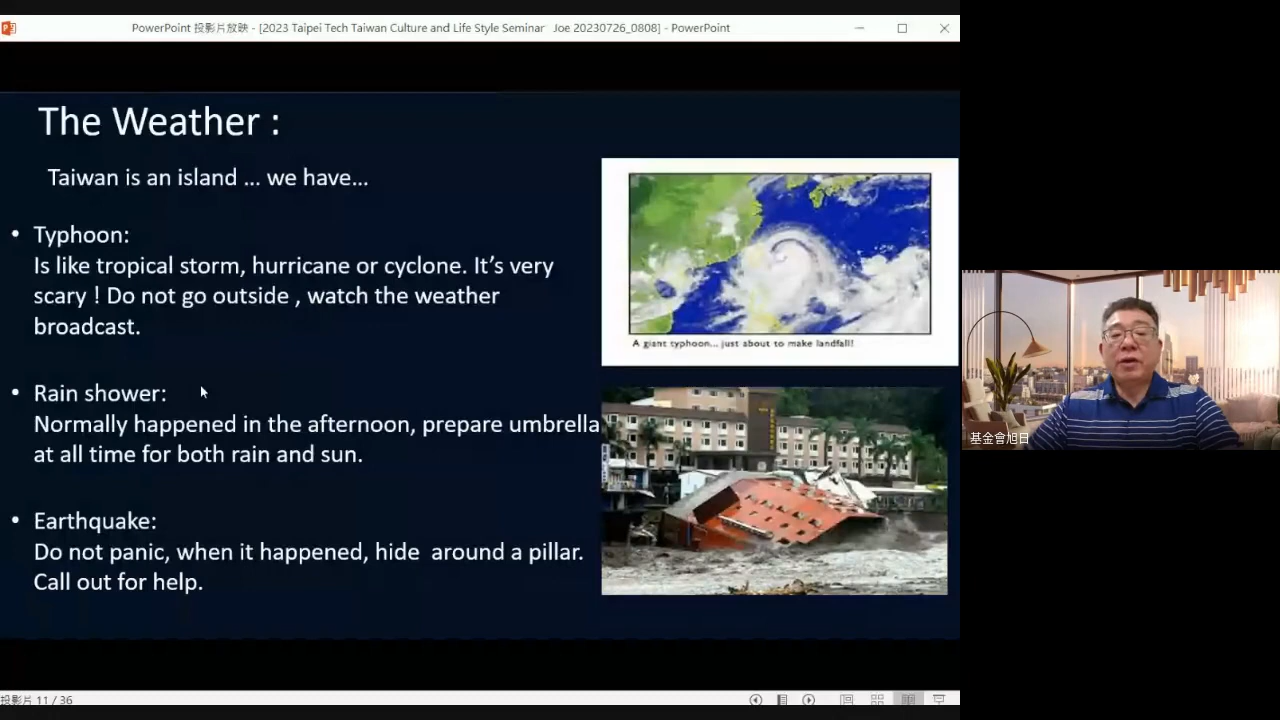 PowerPoint 投影片放映 - [2023 Taipei Tech Taiwan Culture and Life Style Seminar Joe 20230726_0808] - PowerPoint
The Weather :
Taiwan is an island ... we have...
• Typhoon:
Is like tropical storm, hurricane or cyclone. It’s very
scary ! Do not go outside , watch the weather
broadcast.
• Rain shower:
Normally happened in the afternoon, prepare umbrella
at all time for both rain and sun.
• Earthquake:
Do not panic, when it happened, hide around a pillar.
Call out for help.
A giant typhoon... just about to make landfall!
基金會旭日
投影片 11 / 36